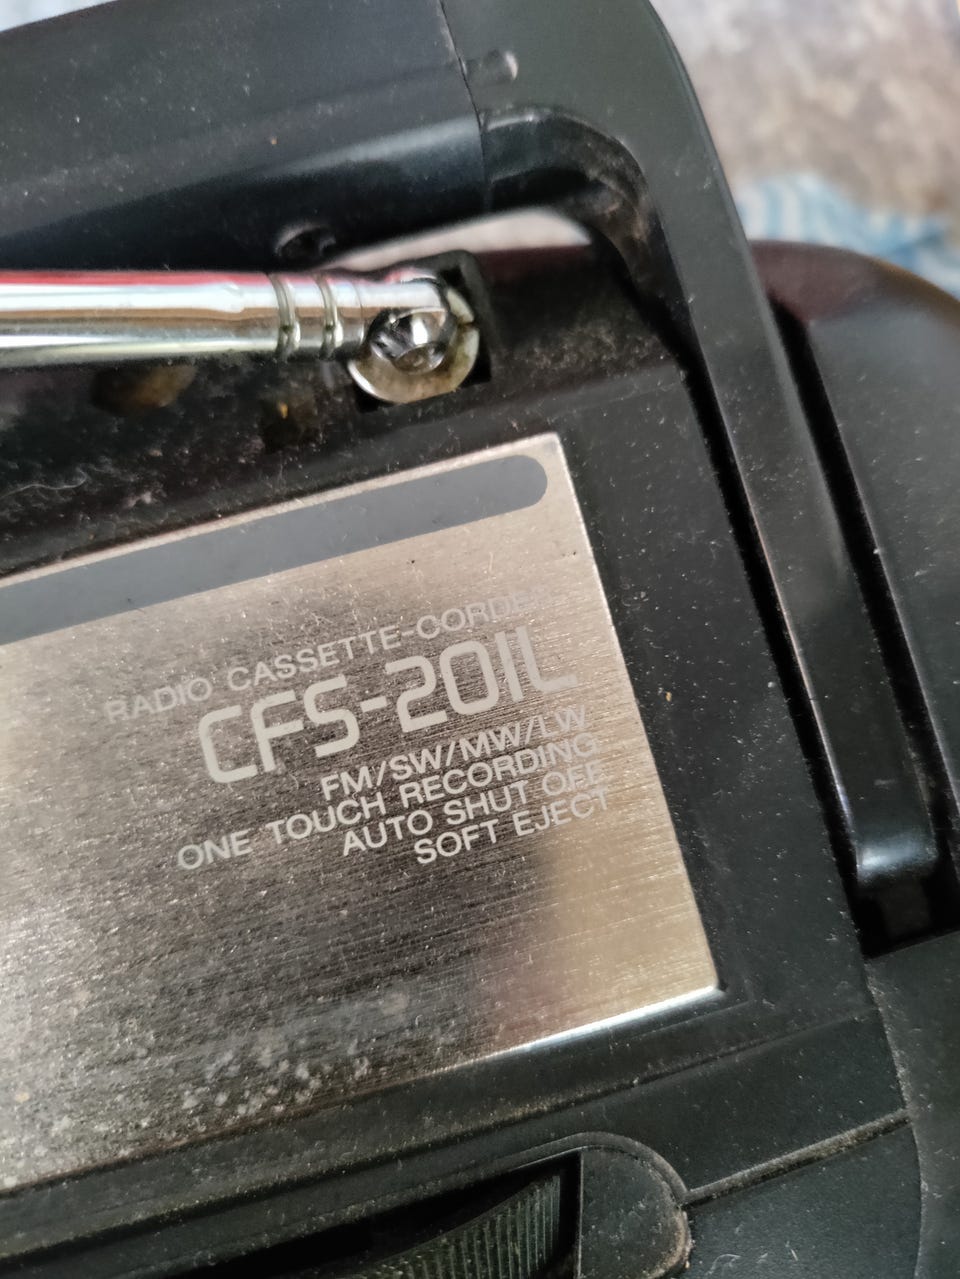 RADIO CASSETTE-CORDER
CFS-201L
FM/SW/MW/LW
ONE TOUCH RECORDING
AUTO SHUT OFF
SOFT EJECT